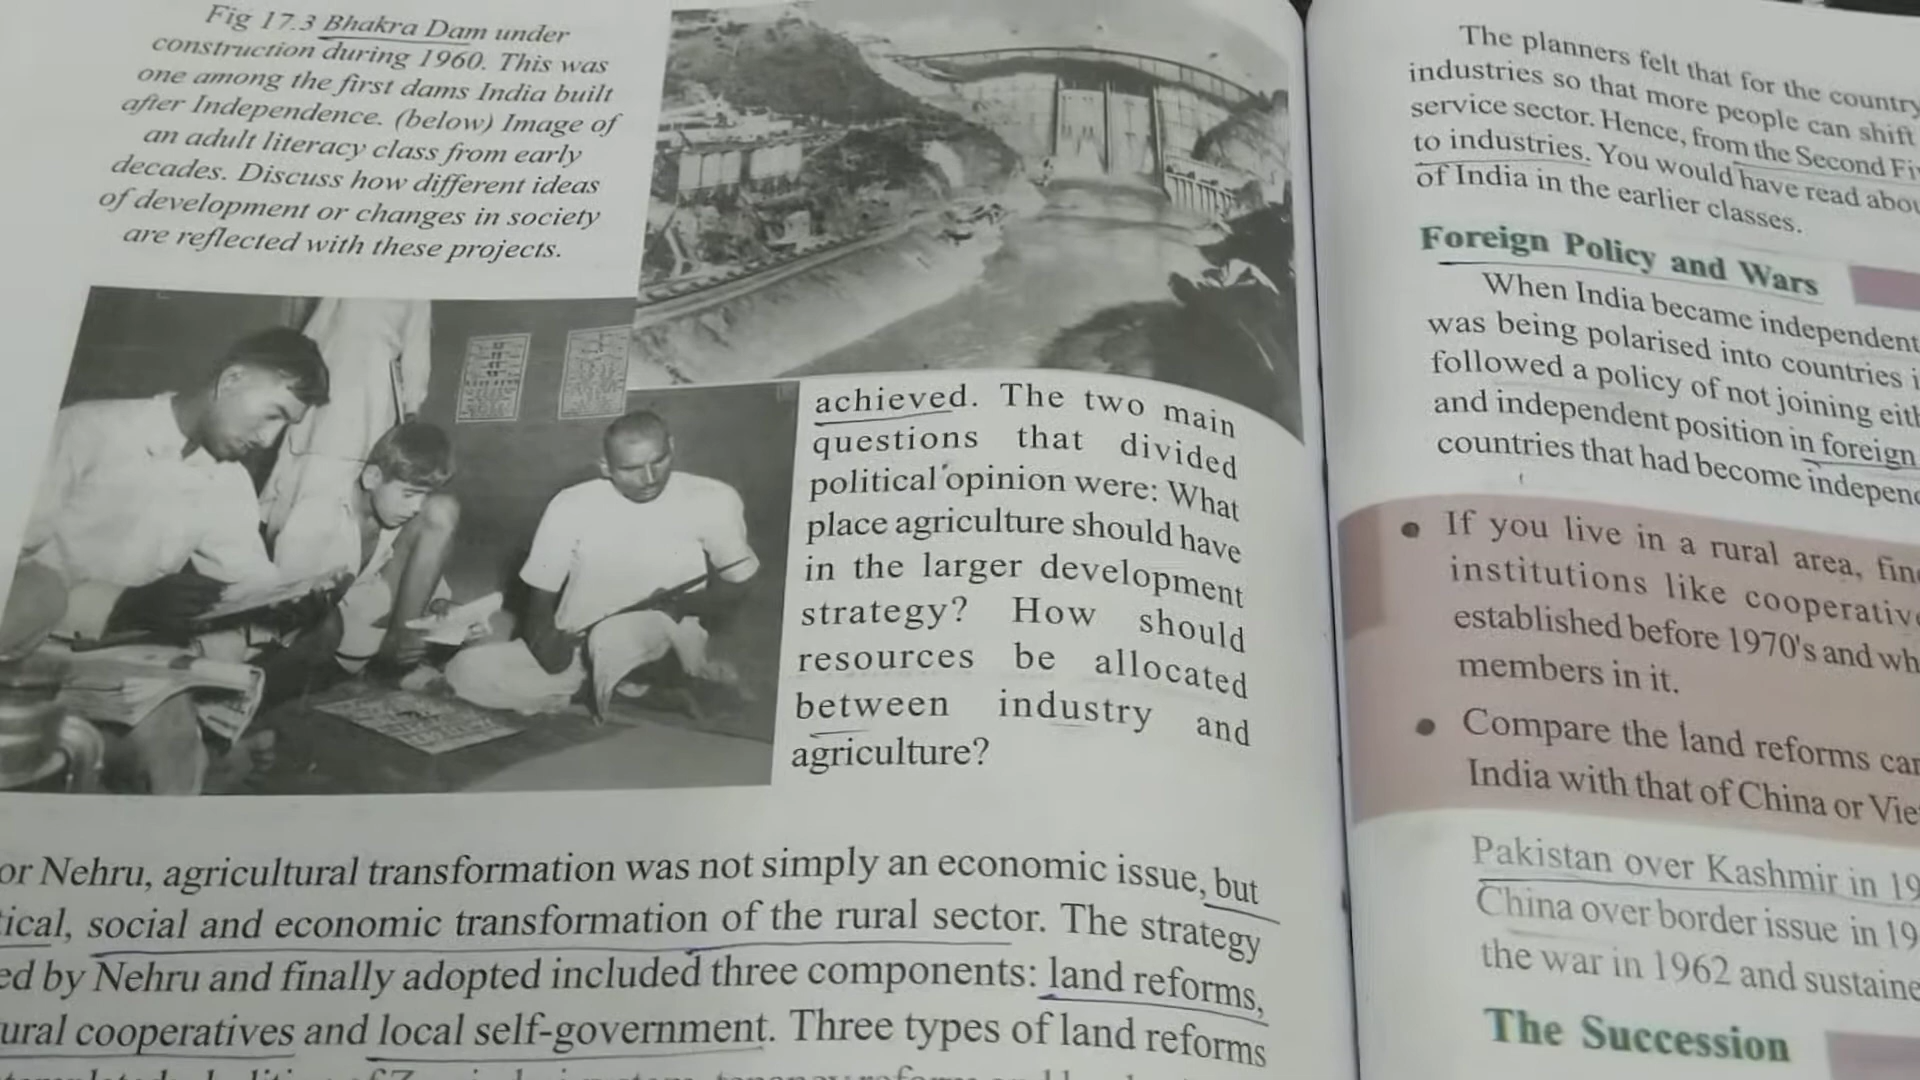 Fig 17.3 Bhakra Dam under
construction during 1960. This was
one among the first dams India built
after Independence. (below) Image of
an adult literacy class from early
decades. Discuss how different ideas
of development or changes in society
are reflected with these projects.
achieved. The two main
questions that divided
political opinion were: What
place agriculture should have
in the larger development
strategy? How should
resources be allocated
between industry and
agriculture?
or Nehru, agricultural transformation was not simply an economic issue, but
ical, social and economic transformation of the rural sector. The strategy
ed by Nehru and finally adopted included three components: land reforms,
ural cooperatives and local self-government. Three types of land reforms
The planners felt that for the country
industries so that more people can shift
service sector. Hence, from the Second Fi
to industries. You would have read abou
of India in the earlier classes.
Foreign Policy and Wars
When India became independent
was being polarised into countries i
followed a policy of not joining eit
and independent position in foreign
countries that had become independ
• If you live in a rural area, fin
institutions like cooperativ
established before 1970's and wh
members in it.
• Compare the land reforms car
India with that of China or Vie
Pakistan over Kashmir in 19
China over border issue in 19
the war in 1962 and sustaine
The Succession